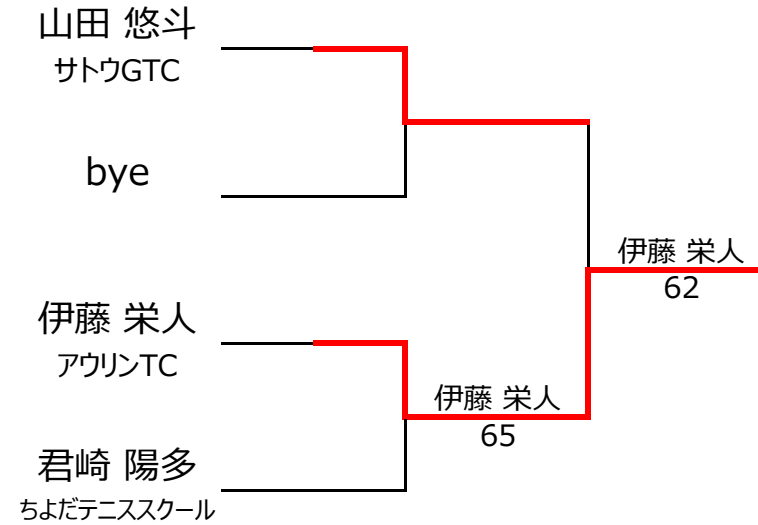 山田 悠斗
サトウGTC
bye
伊藤 栄人
62
伊藤 栄人
アウリンTC
伊藤 栄人
65
君崎 陽多
ちよだテニススクール